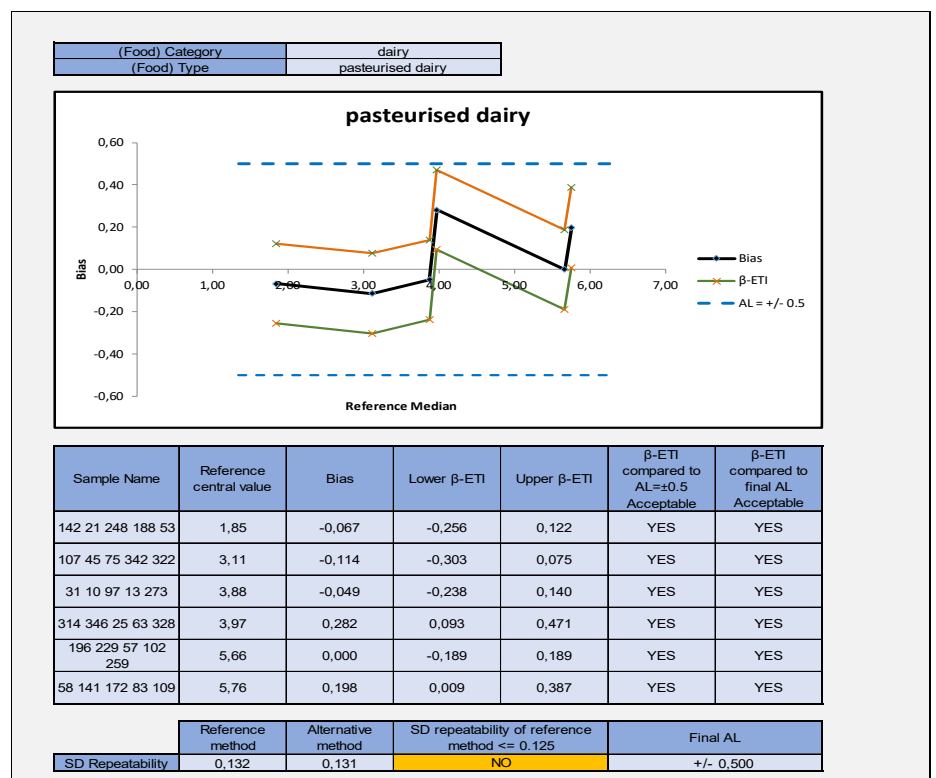 (Food) Category dairy
(Food) Type pasteurised dairy
pasteurised dairy
0,60
0,40
0,20
0,00
-0,20
-0,40
-0,60
Bias
0,00 1,00 2,00 3,00 4,00 5,00 6,00 7,00
Reference Median
Bias
β-ETI
AL = +/- 0.5
Sample Name Reference central value Bias Lower β-ETI Upper β-ETI β-ETI compared to AL=±0.5 Acceptable β-ETI compared to final AL Acceptable
142 21 248 188 53 1,85 -0,067 -0,256 0,122 YES YES
107 45 75 342 322 3,11 -0,114 -0,303 0,075 YES YES
31 10 97 13 273 3,88 -0,049 -0,238 0,140 YES YES
314 346 25 63 328 3,97 0,282 0,093 0,471 YES YES
196 229 57 102 259 5,66 0,000 -0,189 0,189 YES YES
58 141 172 83 109 5,76 0,198 0,009 0,387 YES YES
Reference method Alternative method SD repeatability of reference method <= 0.125 Final AL
SD Repeatability 0,132 0,131 NO +/- 0,500